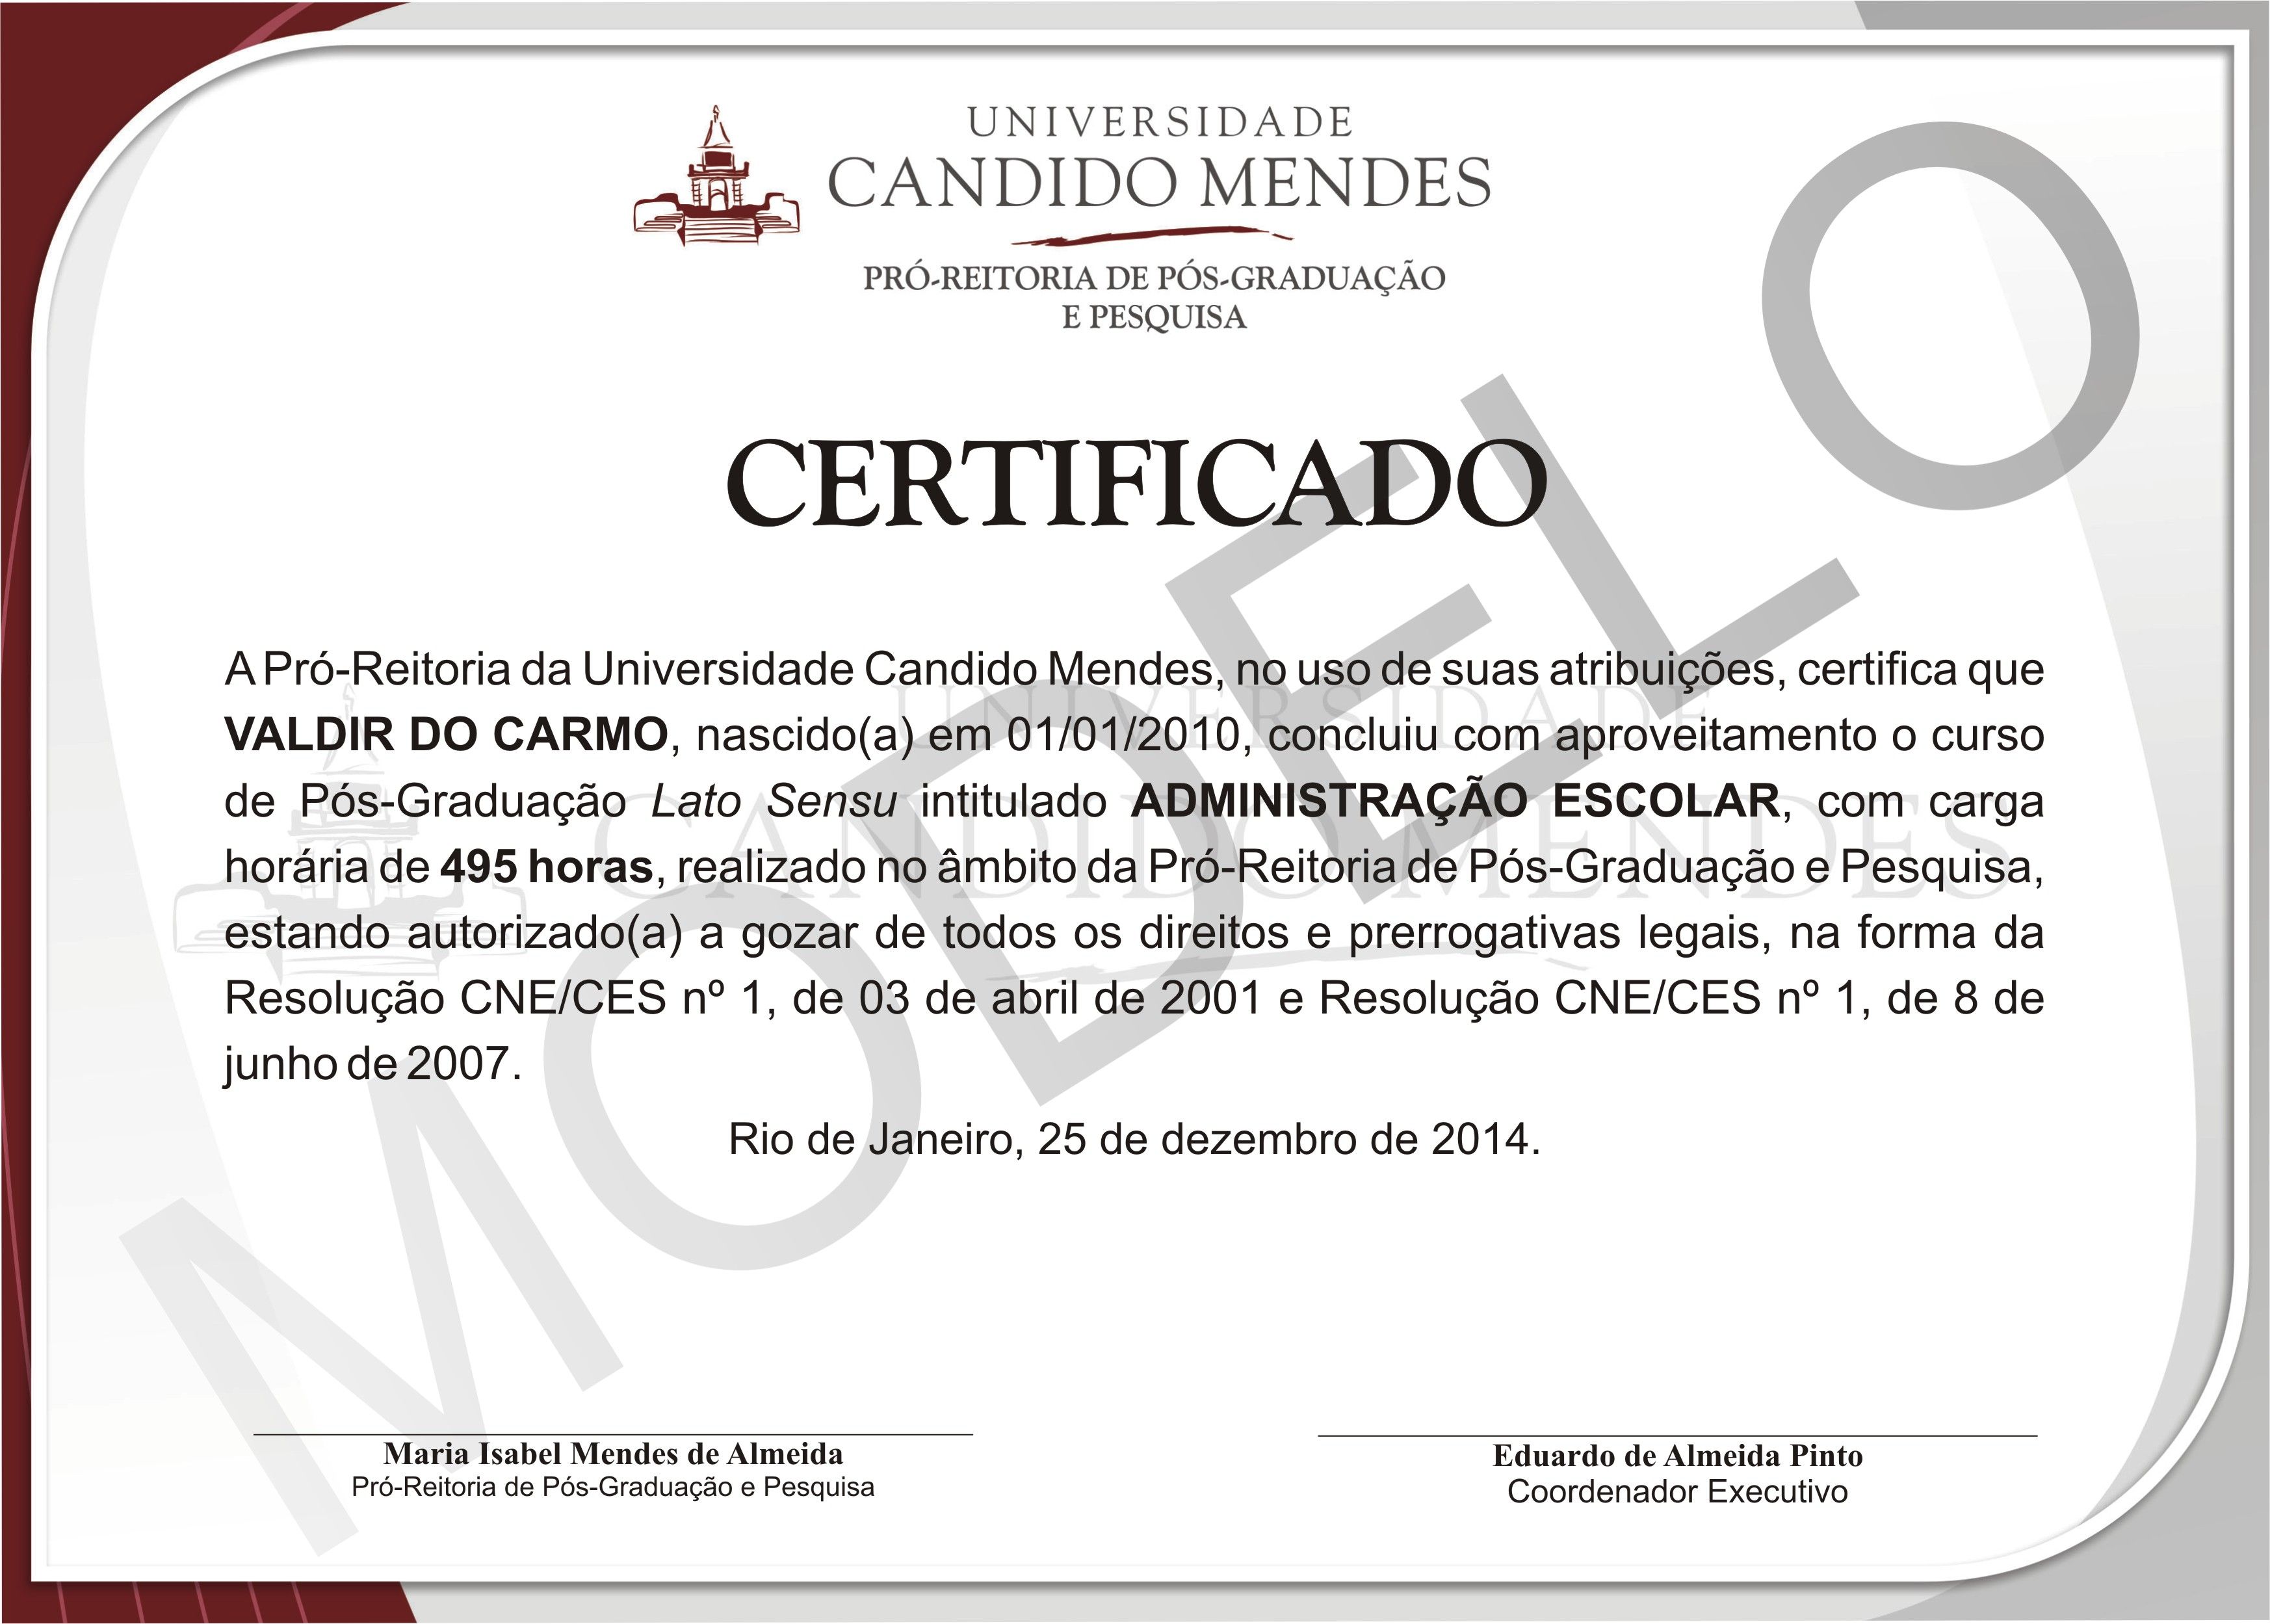 UNIVERSIDADE
CANDIDO MENDES
PRÓ-REITORIA DE PÓS-GRADUAÇÃO
E PESQUISA
CERTIFICADO
A Pró-Reitoria da Universidade Candido Mendes, no uso de suas atribuições, certifica que
VALDIR DO CARMO, nascido(a) em 01/01/2010, concluiu com aproveitamento o curso
de Pós-Graduação Lato Sensu intitulado ADMINISTRAÇÃO ESCOLAR, com carga
horária de 495 horas, realizado no âmbito da Pró-Reitoria de Pós-Graduação e Pesquisa,
estando autorizado(a) a gozar de todos os direitos e prerrogativas legais, na forma da
Resolução CNE/CES nº 1, de 03 de abril de 2001 e Resolução CNE/CES nº 1, de 8 de
junho de 2007.
Rio de Janeiro, 25 de dezembro de 2014.
Maria Isabel Mendes de Almeida
Pró-Reitoria de Pós-Graduação e Pesquisa
Eduardo de Almeida Pinto
Coordenador Executivo
MODELO
UNIVERSIDADE
CANDIDO MENDES